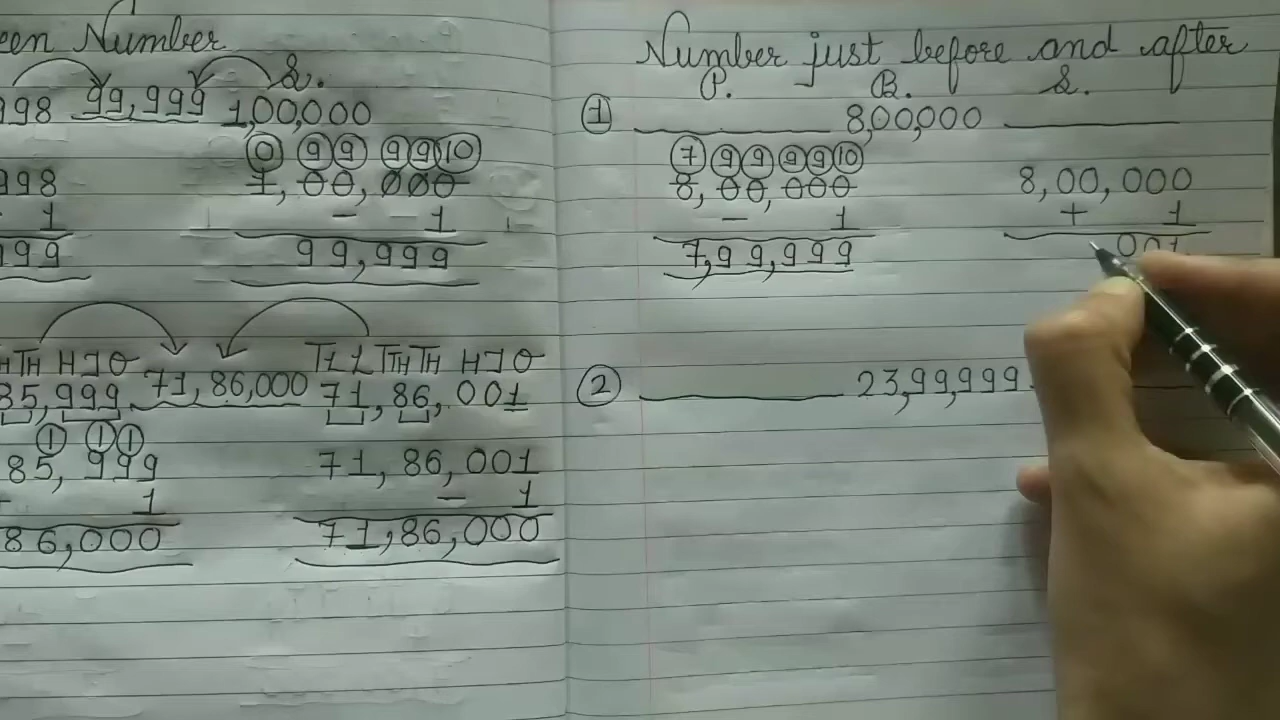 een Number
S.
998 99,999 1,00,000
0 9 9 9 9 10
998 1,00,000
1 - 1
999 99,999
HTH HTO TL L TTH TH HTO
85,999 71,86,000 71,86,001
1 1 1
85,999 71,86,001
1 - 1
86,000 71,86,000
Number just before and after
P. B. S.
① 8,00,000
7 9 9 9 9 10
8,00,000 8,00,000
- 1 + 1
7,99,999 001
② 23,99,999